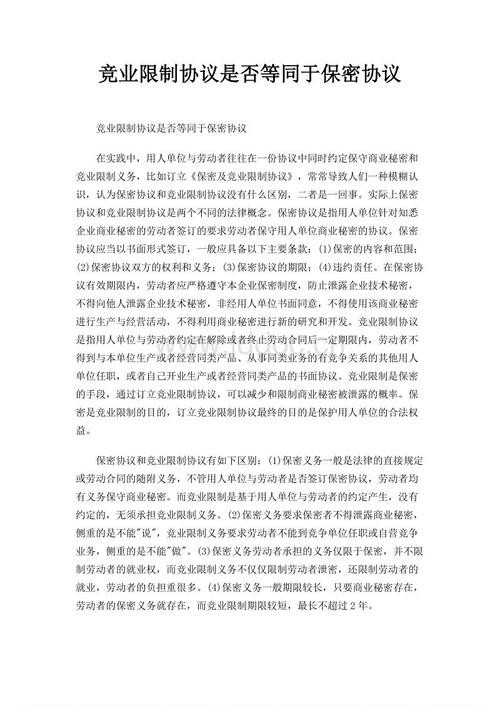 竞业限制协议是否等同于保密协议
竞业限制协议是否等同于保密协议
在实践中，用人单位与劳动者往往在一份协议中同时约定保守商业秘密和
竞业限制义务，比如订立《保密及竞业限制协议》，常常导致人们一种模糊认
识，认为保密协议和竞业限制协议没有什么区别，二者是一回事。实际上保密
协议和竞业限制协议是两个不同的法律概念。保密协议是指用人单位针对知悉
企业商业秘密的劳动者签订的要求劳动者保守用人单位商业秘密的协议。保密
协议应当以书面形式签订，一般应具备以下主要条款：(1)保密的内容和范围；
(2)保密协议双方的权利和义务；(3)保密协议的期限；(4)违约责任。在保密协
议有效期限内，劳动者应严格遵守本企业保密制度，防止泄露企业技术秘密，
不得向他人泄露企业技术秘密，非经用人单位书面同意，不得使用该商业秘密
进行生产与经营活动，不得利用商业秘密进行新的研究和开发。竞业限制协议
是指用人单位与劳动者约定在解除或者终止劳动合同后一定期限内，劳动者不
得到与本单位生产或者经营同类产品、从事同类业务的有竞争关系的其他用人
单位任职，或者自己开业生产或者经营同类产品的书面协议。竞业限制是保密
的手段，通过订立竞业限制协议，可以减少和限制商业秘密被泄露的概率。保
密是竞业限制的目的，订立竞业限制协议最终的目的是保护用人单位的合法权
益。
保密协议和竞业限制协议有如下区别：(1)保密义务一般是法律的直接规定
或劳动合同的随附义务，不管用人单位与劳动者是否签订保密协议，劳动者均
有义务保守商业秘密。而竞业限制是基于用人单位与劳动者的约定产生，没有
约定的，无须承担竞业限制义务。(2)保密义务要求保密者不得泄露商业秘密，
侧重的是不能"说"，竞业限制义务要求劳动者不能到竞争单位任职或自营竞争
业务，侧重的是不能"做"。(3)保密义务劳动者承担的义务仅限于保密，并不限
制劳动者的就业权，而竞业限制义务不仅仅限制劳动者泄密，还限制劳动者的
就业，劳动者的负担重很多。(4)保密义务一般期限较长，只要商业秘密存在，
劳动者的保密义务就存在，而竞业限制期限较短，最长不超过 2 年。